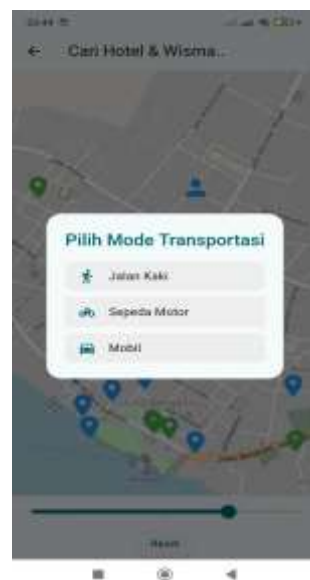 Cari Hotel & Wisma...
Pilih Mode Transportasi
Jalan Kaki
Sepeda Motor
Mobil
Reset